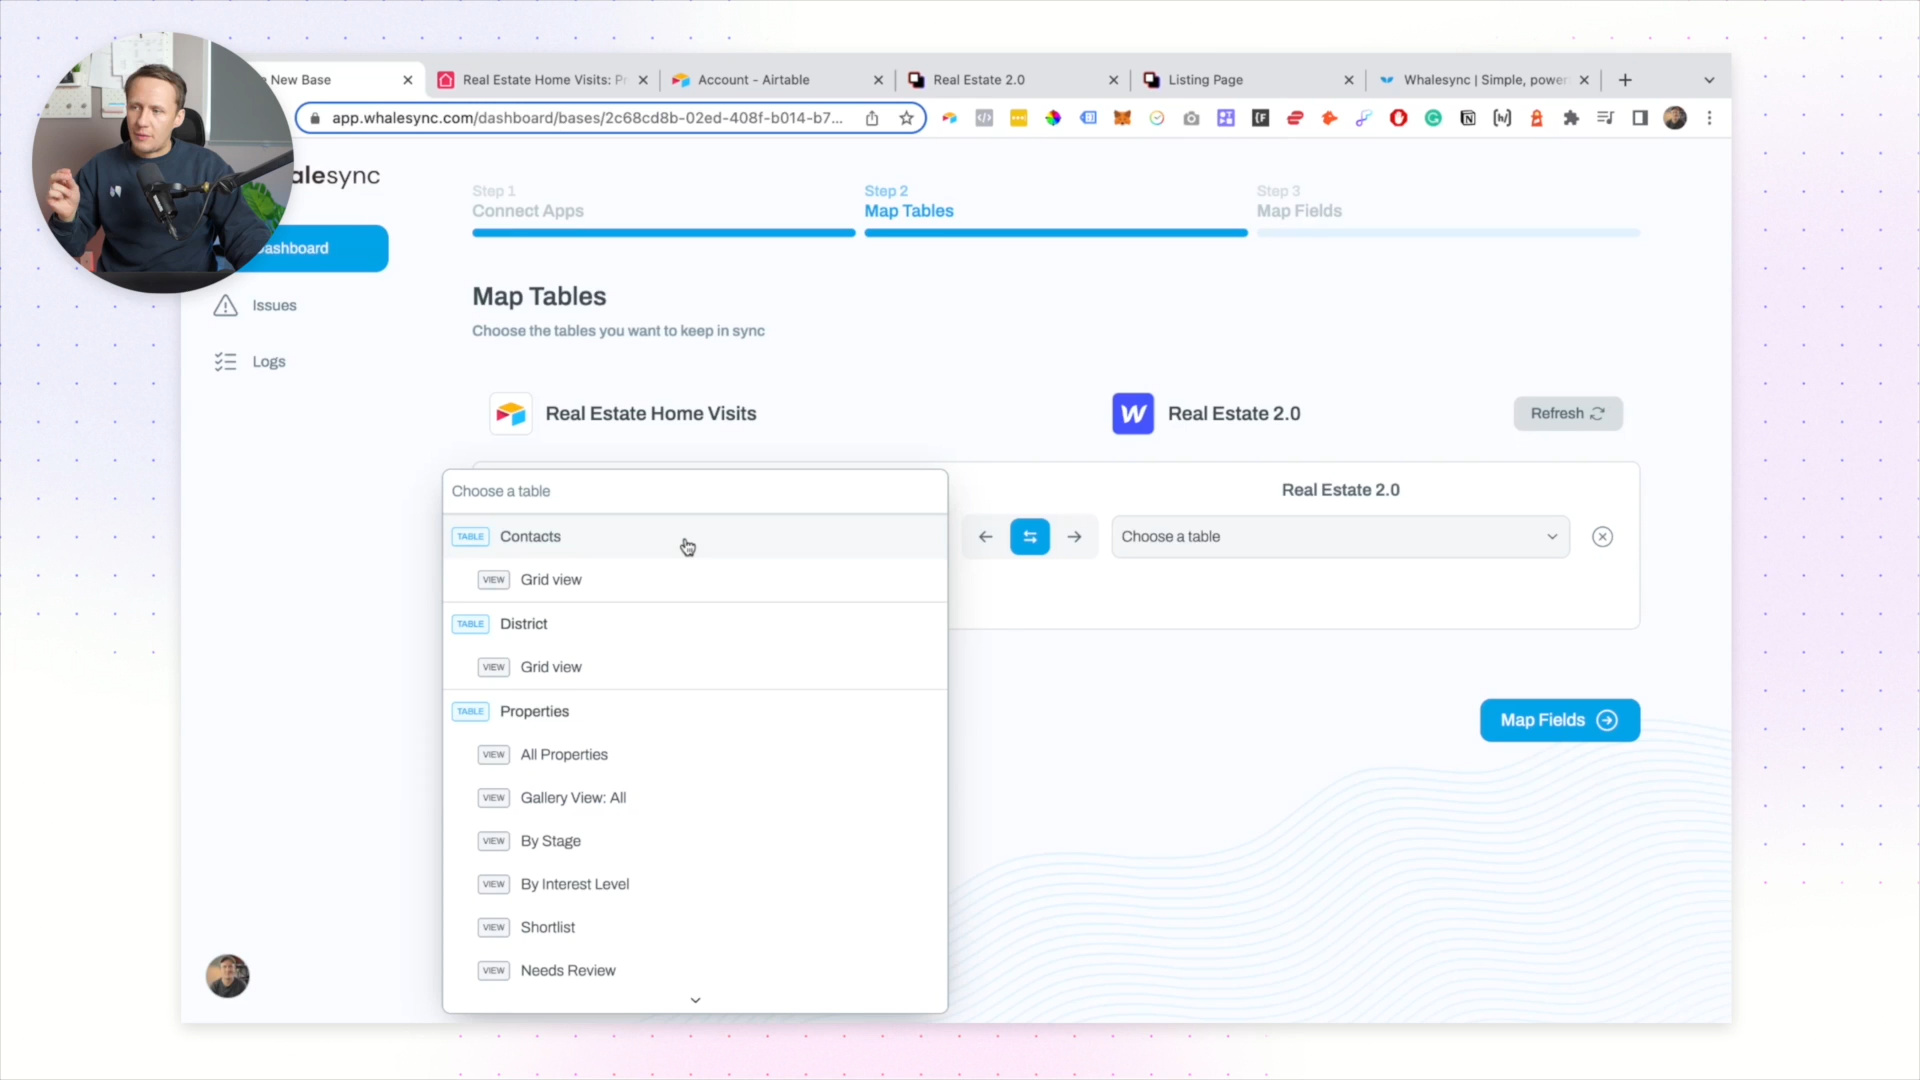 New Base
Real Estate Home Visits: P
Account - Airtable
Real Estate 2.0
Listing Page
Whalesync | Simple, power
app.whalesync.com/dashboard/bases/2c68cd8b-02ed-408f-b014-b7...
alesync
Step 1
Connect Apps
Step 2
Map Tables
Step 3
Map Fields
ashboard
Issues
Logs
Map Tables
Choose the tables you want to keep in sync
Real Estate Home Visits
Real Estate 2.0
Refresh
Choose a table
TABLE Contacts
VIEW Grid view
TABLE District
VIEW Grid view
TABLE Properties
VIEW All Properties
VIEW Gallery View: All
VIEW By Stage
VIEW By Interest Level
VIEW Shortlist
VIEW Needs Review
Real Estate 2.0
Choose a table
Map Fields